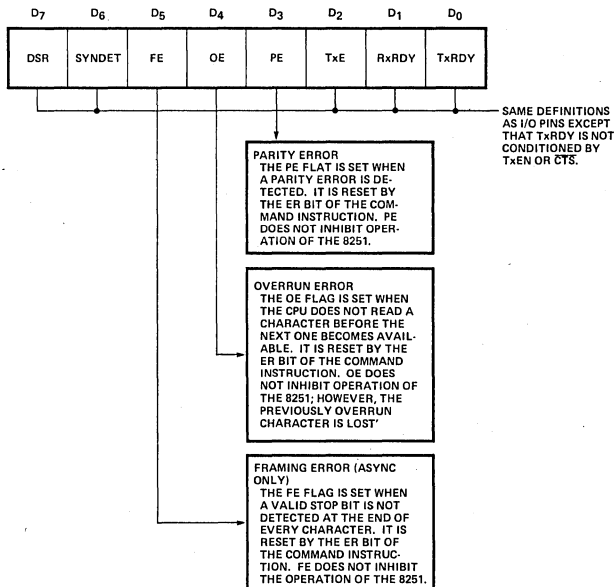 D7 D6 D5 D4 D3 D2 D1 D0
DSR SYNDET FE OE PE TxE RxRDY TxRDY
SAME DEFINITIONS
AS I/O PINS EXCEPT
THAT TxRDY IS NOT
CONDITIONED BY
TxEN OR C̅T̅S̅.
PARITY ERROR
THE PE FLAT IS SET WHEN
A PARITY ERROR IS DE-
TECTED. IT IS RESET BY
THE ER BIT OF THE COM-
MAND INSTRUCTION. PE
DOES NOT INHIBIT OPER-
ATION OF THE 8251.
OVERRUN ERROR
THE OE FLAG IS SET WHEN
THE CPU DOES NOT READ A
CHARACTER BEFORE THE
NEXT ONE BECOMES AVAIL-
ABLE. IT IS RESET BY THE
ER BIT OF THE COMMAND
INSTRUCTION. OE DOES
NOT INHIBIT OPERATION OF
THE 8251; HOWEVER, THE
PREVIOUSLY OVERRUN
CHARACTER IS LOST'
FRAMING ERROR (ASYNC
ONLY)
THE FE FLAG IS SET WHEN
A VALID STOP BIT IS NOT
DETECTED AT THE END OF
EVERY CHARACTER. IT IS
RESET BY THE ER BIT OF
THE COMMAND INSTRUC-
TION. FE DOES NOT INHIBIT
THE OPERATION OF THE 8251.